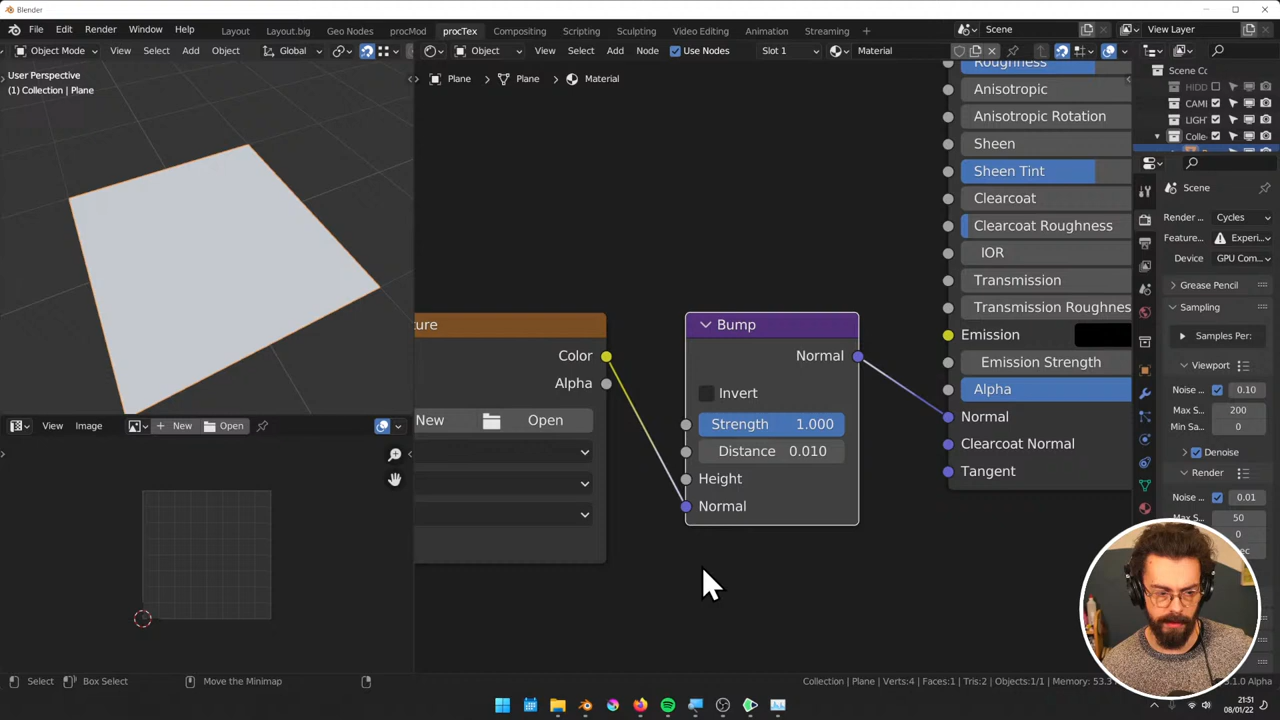 Blender
File Edit Render Window Help Layout Layout.big Geo Nodes procMod procTex Compositing Scripting Sculpting Video Editing Animation Streaming Scene View Layer
Object Mode View Select Add Object Global Object View Select Add Node Use Nodes Slot 1 Material
User Perspective
(1) Collection | Plane
Plane Plane Material
Scene Cc
HIDD
CAMI
LIGH
Colle
Roughness
Anisotropic
Anisotropic Rotation
Sheen
Sheen Tint
Clearcoat
Clearcoat Roughness
IOR
Transmission
Transmission Roughnes
Emission
Emission Strength
Alpha
Normal
Clearcoat Normal
Tangent
ture
Color
Alpha
New Open
Bump
Normal
Invert
Strength 1.000
Distance 0.010
Height
Normal
Scene
Render ... Cycles
Feature... Experi...
Device GPU Com...
Grease Pencil
Sampling
Samples Per:
Viewport
Noise 0.10
Max S... 200
Min Sa... 0
Denoise
Render
Noise 0.01
Max S... 50
0
ec
View Image New Open
Select Box Select Move the Minimap
Collection | Plane | Verts:4 | Faces:1 | Tris:2 | Objects:1/1 | Memory: 53.3
.1.0 Alpha
21:51
08/01/22